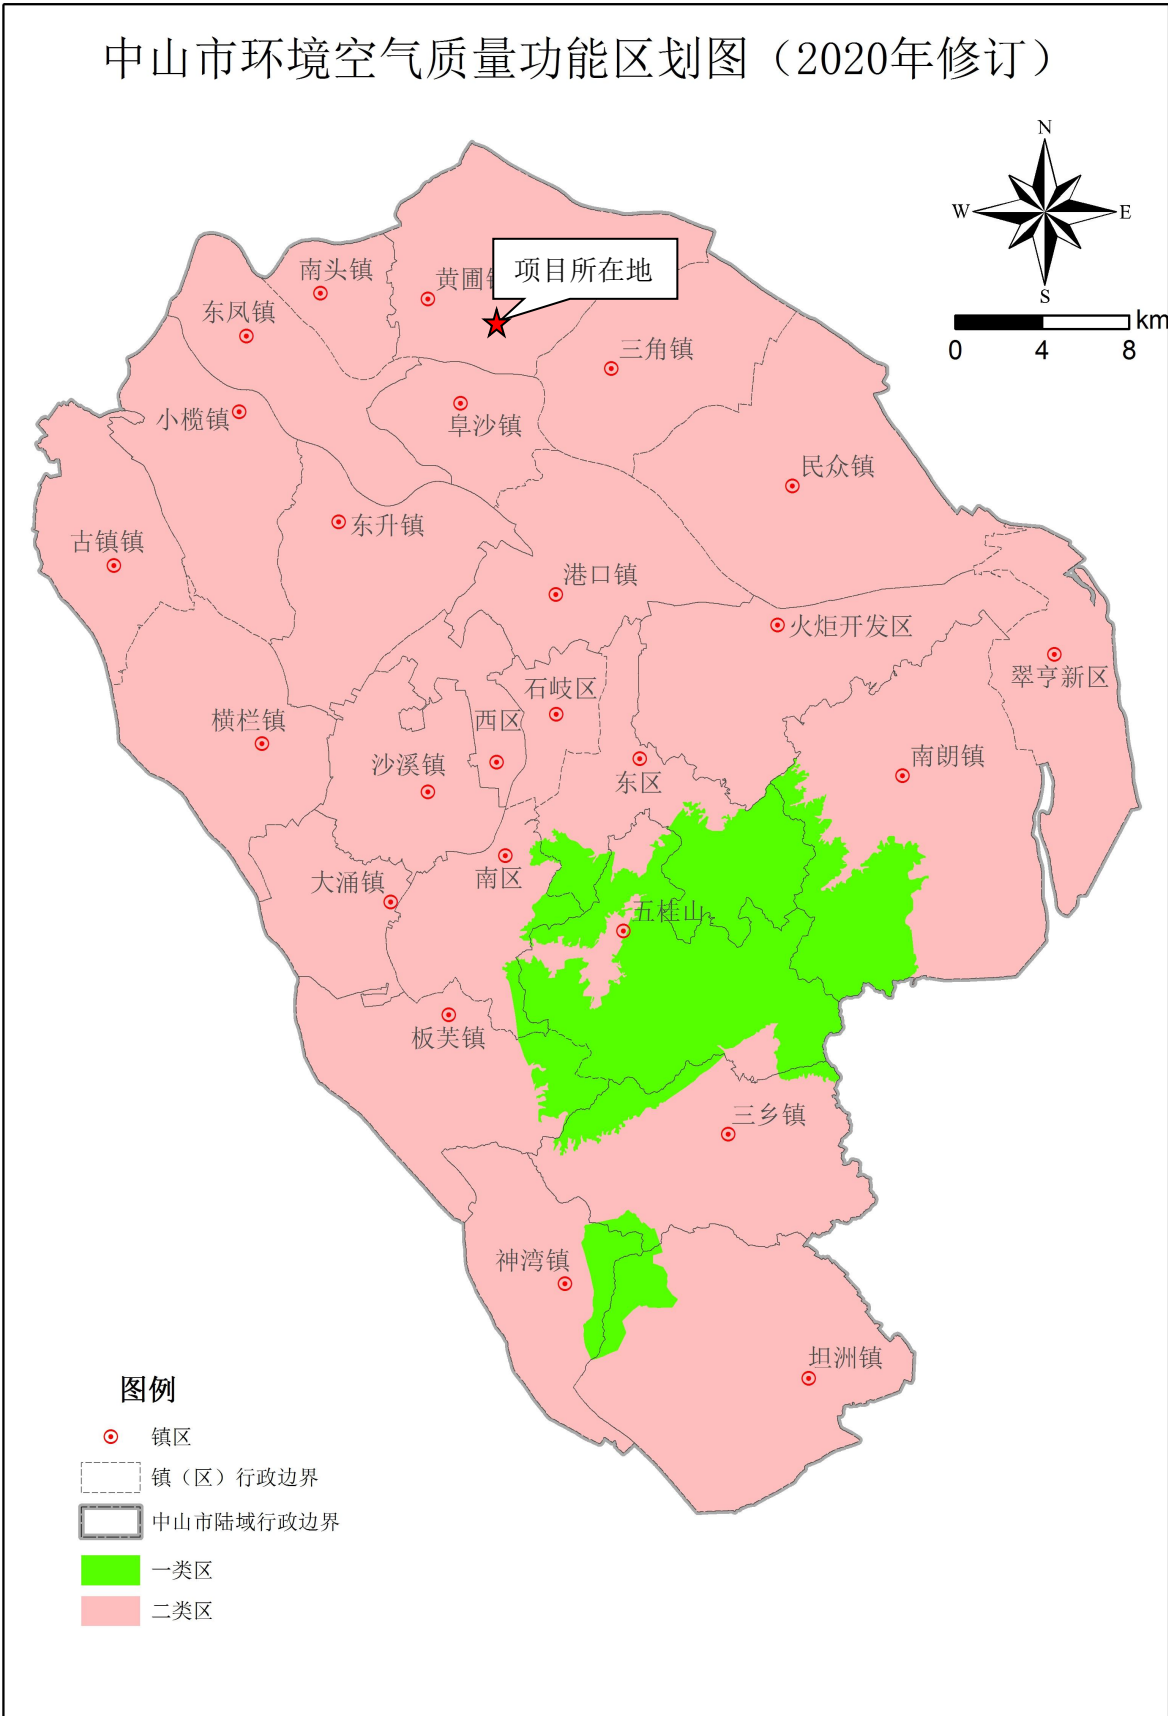 中山市环境空气质量功能区划图（2020年修订）
N
W
E
S
km
0 4 8
项目所在地
南头镇
黄圃
东凤镇
三角镇
小榄镇
阜沙镇
民众镇
东升镇
古镇镇
港口镇
火炬开发区
翠亨新区
石岐区
横栏镇
西区
南朗镇
沙溪镇
东区
南区
大涌镇
五桂山
板芙镇
三乡镇
神湾镇
坦洲镇
图例
镇区
镇（区）行政边界
中山市陆域行政边界
一类区
二类区